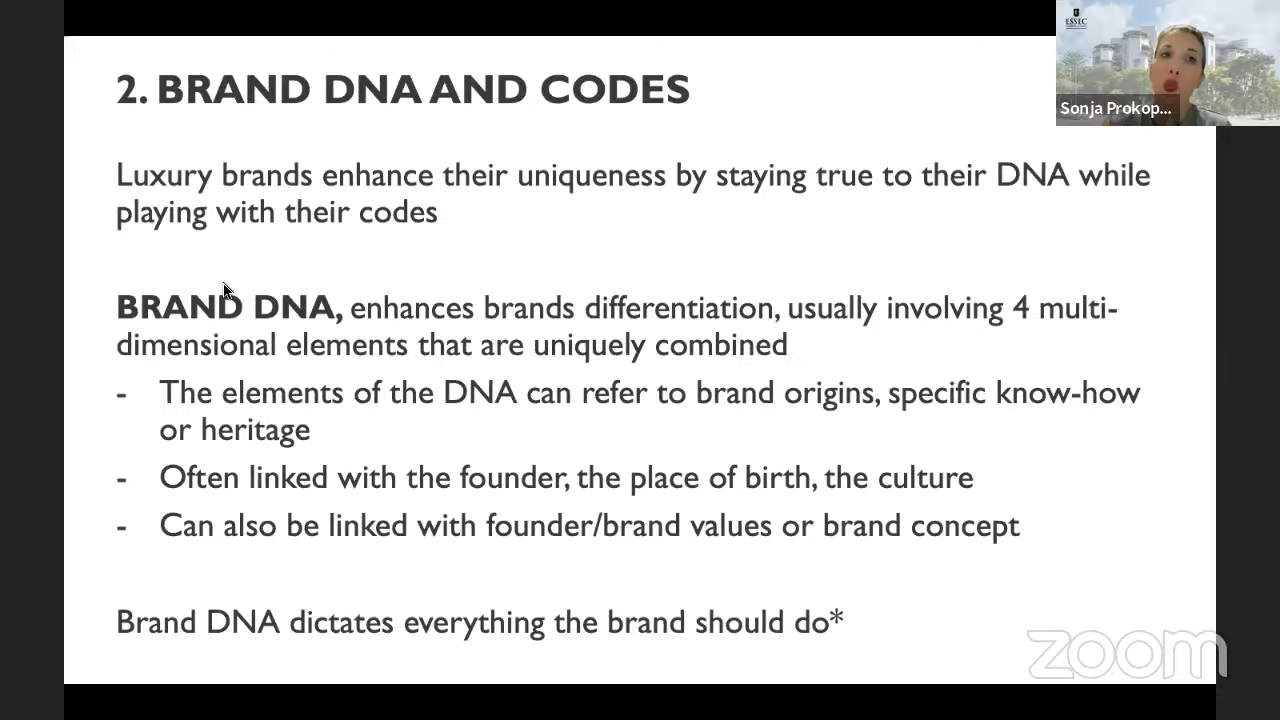 2. BRAND DNA AND CODES
ESSEC
Sonja Prokop...
Luxury brands enhance their uniqueness by staying true to their DNA while
playing with their codes
BRAND DNA, enhances brands differentiation, usually involving 4 multi-
dimensional elements that are uniquely combined
- The elements of the DNA can refer to brand origins, specific know-how
or heritage
- Often linked with the founder, the place of birth, the culture
- Can also be linked with founder/brand values or brand concept
Brand DNA dictates everything the brand should do*
zoom